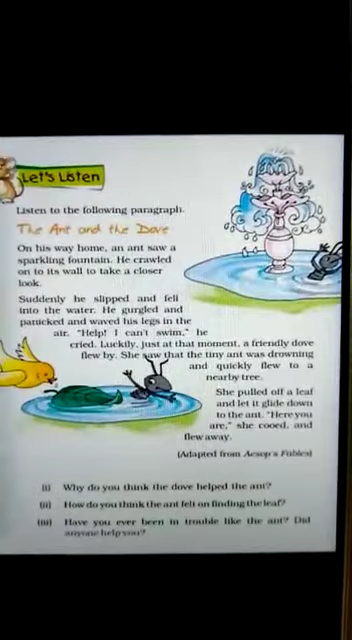 Let's Listen
Listen to the following paragraph.
The Ant and the Dove
On his way home, an ant saw a
sparkling fountain. He crawled
on to its wall to take a closer
look.
Suddenly he slipped and fell
into the water. He gurgled and
panicked and waved his legs in the
air. "Help! I can't swim," he
cried. Luckily, just at that moment, a friendly dove
flew by. She saw that the tiny ant was drowning
and quickly flew to a
nearby tree.
She pulled off a leaf
and let it glide down
to the ant. "Here you
are," she cooed, and
flew away.
(Adapted from Aesop's Fables)
(i) Why do you think the dove helped the ant?
(ii) How do you think the ant felt on finding the leaf?
(iii) Have you ever been in trouble like the ant? Did
anyone help you?